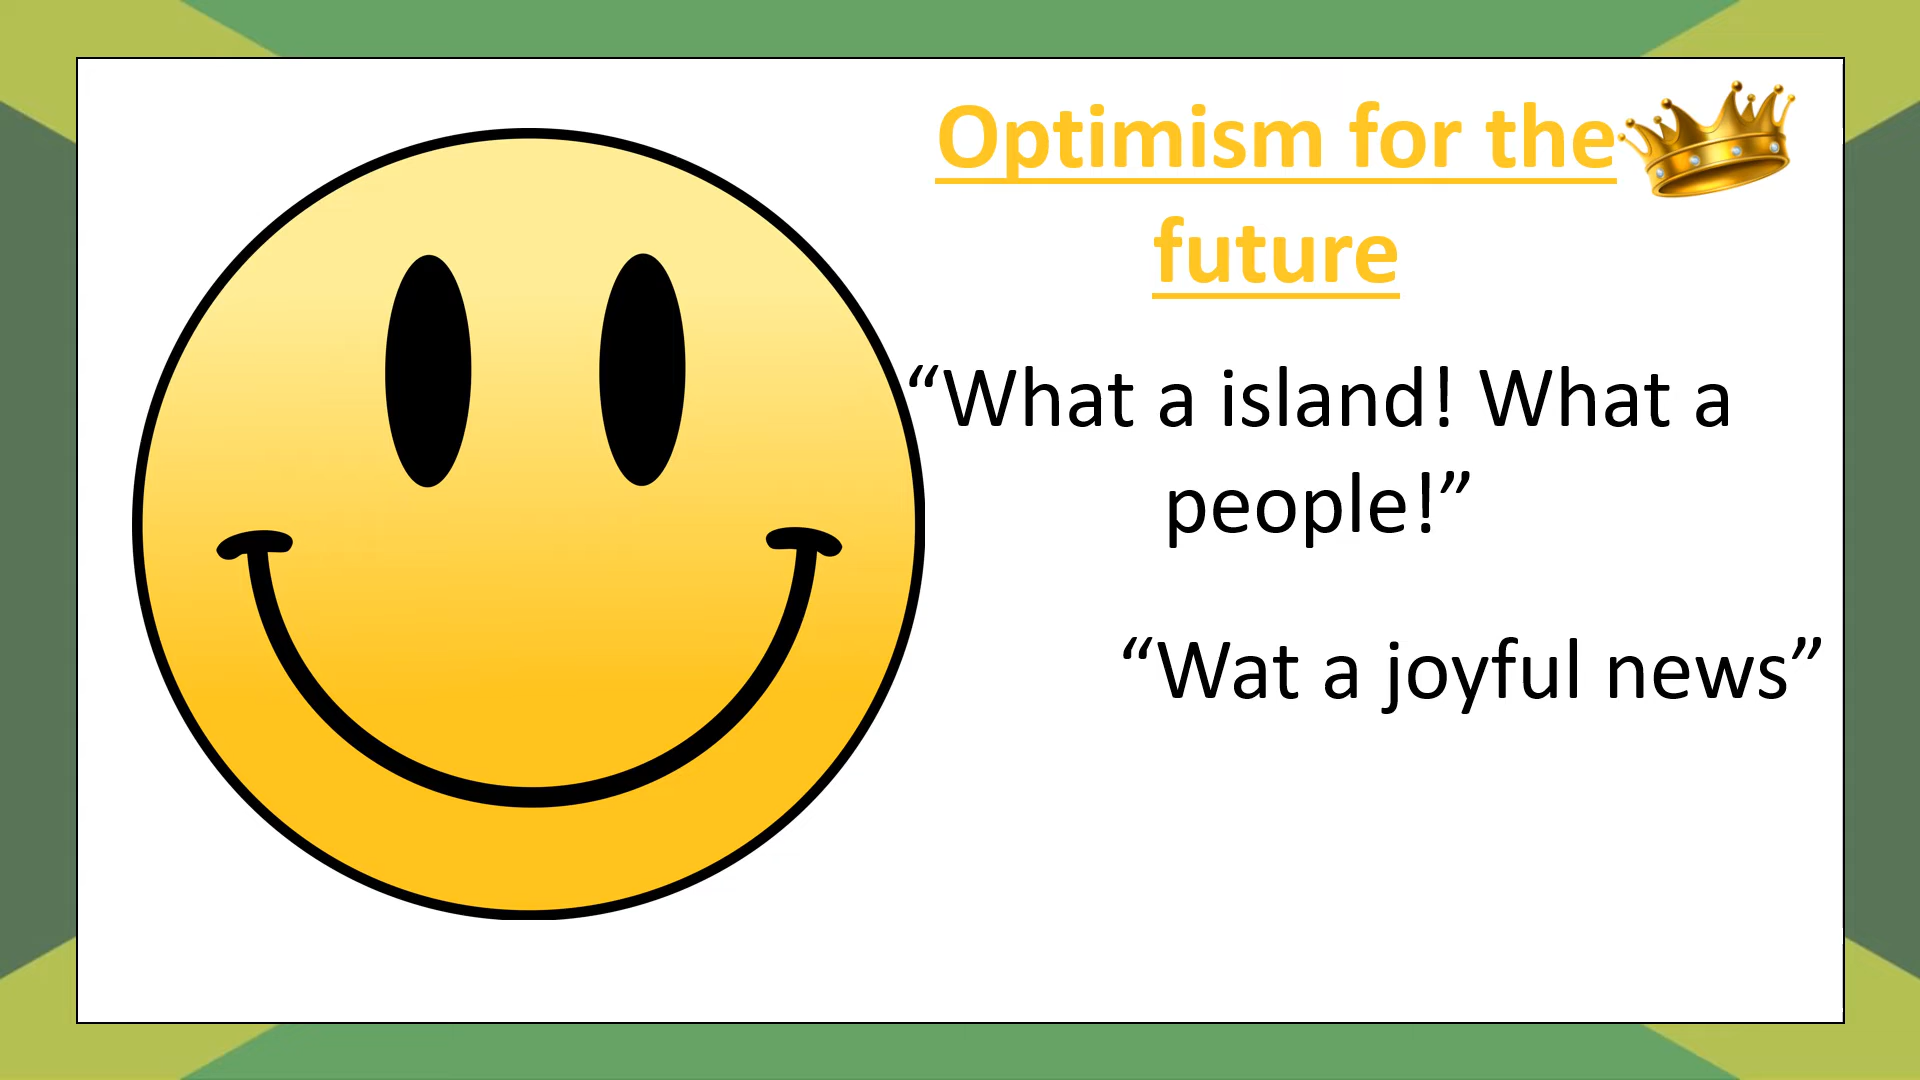 Optimism for the
future
“What a island! What a
people!”
“Wat a joyful news”